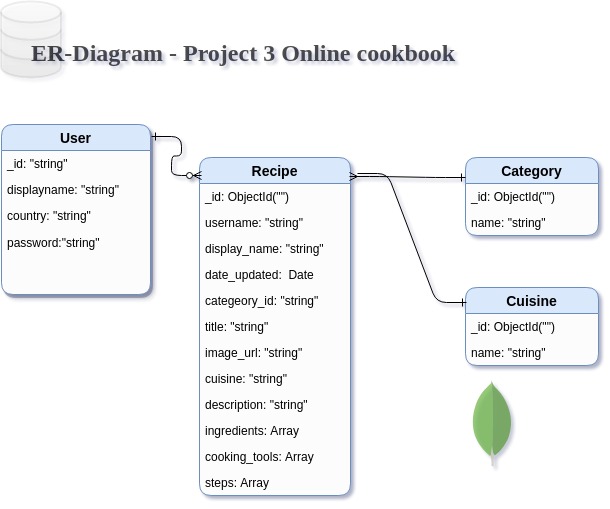 ER-Diagram - Project 3 Online cookbook
User
_id: "string"
displayname: "string"
country: "string"
password:"string"
Recipe
_id: ObjectId("")
username: "string"
display_name: "string"
date_updated:  Date
categeory_id: "string"
title: "string"
image_url: "string"
cuisine: "string"
description: "string"
ingredients: Array
cooking_tools: Array
steps: Array
Category
_id: ObjectId("")
name: "string"
Cuisine
_id: ObjectId("")
name: "string"